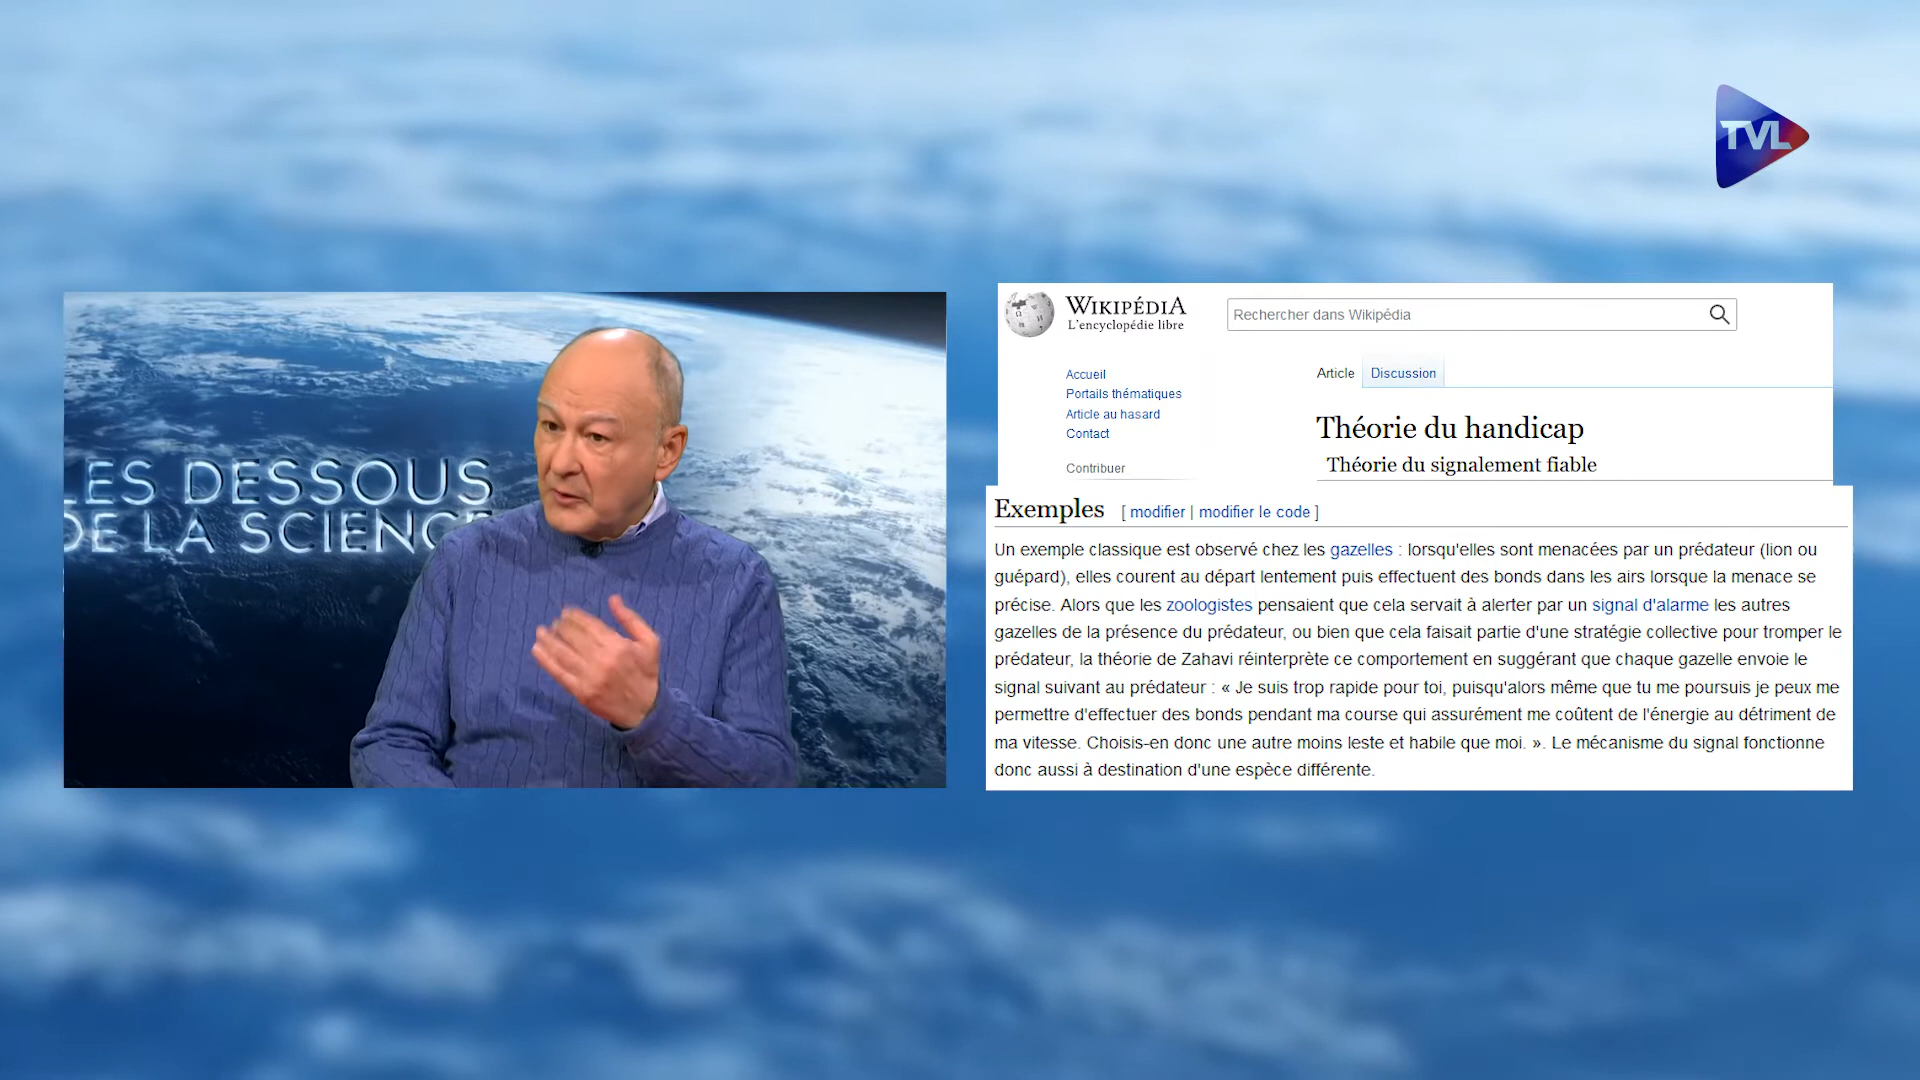 TVL
LES DESSOUS
DE LA SCIENC
WIKIPÉDIA
L'encyclopédie libre
Rechercher dans Wikipédia
Accueil
Portails thématiques
Article au hasard
Contact
Contribuer
Article Discussion
Théorie du handicap
Théorie du signalement fiable
Exemples [ modifier | modifier le code ]
Un exemple classique est observé chez les gazelles : lorsqu'elles sont menacées par un prédateur (lion ou
guépard), elles courent au départ lentement puis effectuent des bonds dans les airs lorsque la menace se
précise. Alors que les zoologistes pensaient que cela servait à alerter par un signal d'alarme les autres
gazelles de la présence du prédateur, ou bien que cela faisait partie d'une stratégie collective pour tromper le
prédateur, la théorie de Zahavi réinterprète ce comportement en suggérant que chaque gazelle envoie le
signal suivant au prédateur : « Je suis trop rapide pour toi, puisqu'alors même que tu me poursuis je peux me
permettre d'effectuer des bonds pendant ma course qui assurément me coûtent de l'énergie au détriment de
ma vitesse. Choisis-en donc une autre moins leste et habile que moi. ». Le mécanisme du signal fonctionne
donc aussi à destination d'une espèce différente.